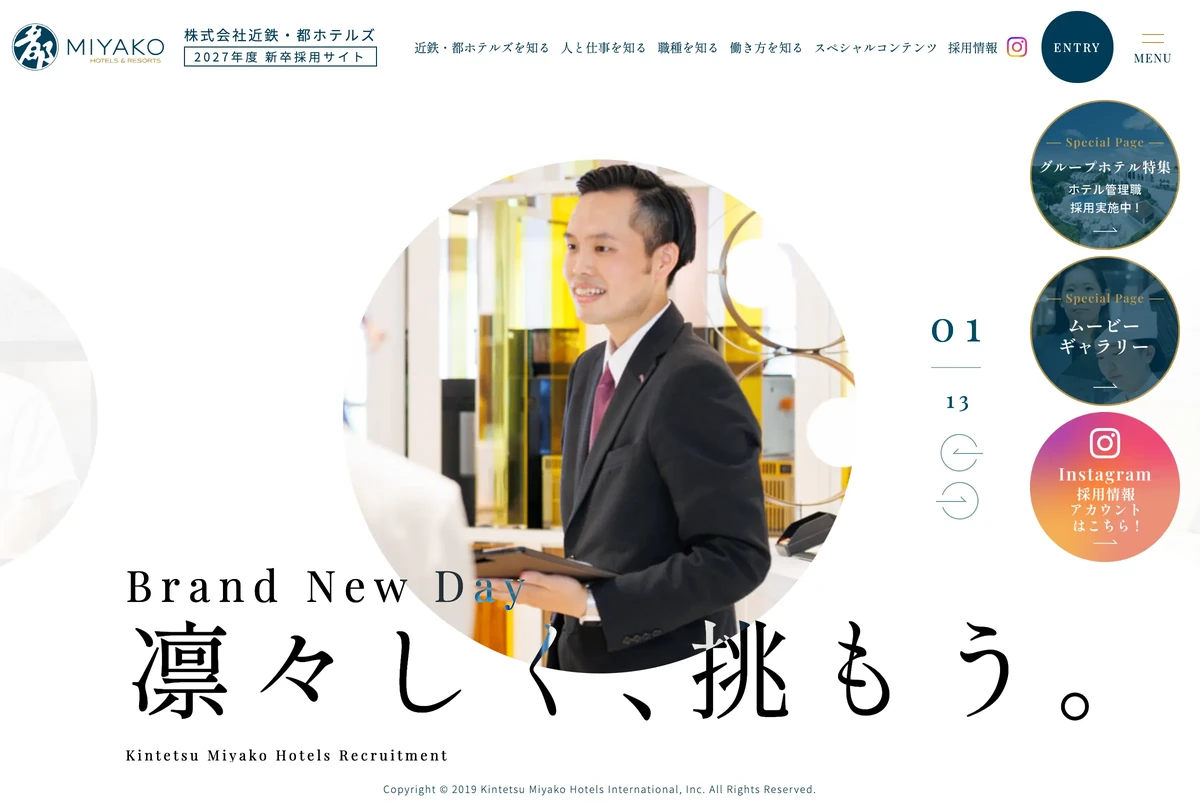 都 MIYAKO
HOTELS & RESORTS
株式会社近鉄・都ホテルズ
2027年度 新卒採用サイト
近鉄・都ホテルズを知る 人と仕事を知る 職種を知る 働き方を知る スペシャルコンテンツ 採用情報
ENTRY
MENU
Special Page
グループホテル特集
ホテル管理職
採用実施中！
Special Page
ムービー
ギャラリー
01
13
Instagram
採用情報
アカウント
はこちら！
Brand New Day
凛々しく、挑もう。
Kintetsu Miyako Hotels Recruitment
Copyright © 2019 Kintetsu Miyako Hotels International, Inc. All Rights Reserved.